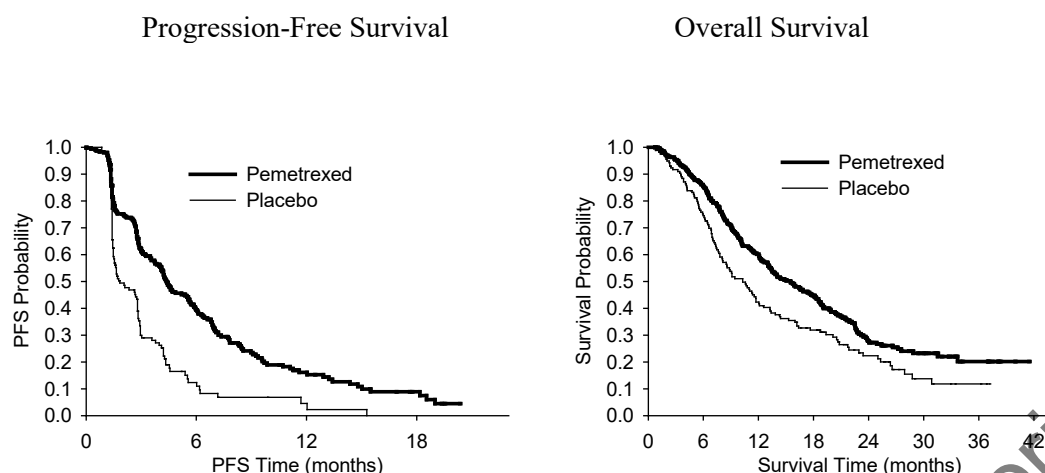 Progression-Free Survival
Overall Survival
PFS Probability
1.0
0.9
0.8
0.7
0.6
0.5
0.4
0.3
0.2
0.1
0.0
Pemetrexed
Placebo
0 6 12 18
PFS Time (months)
Survival Probability
1.0
0.9
0.8
0.7
0.6
0.5
0.4
0.3
0.2
0.1
0.0
Pemetrexed
Placebo
0 6 12 18 24 30 36 42
Survival Time (months)